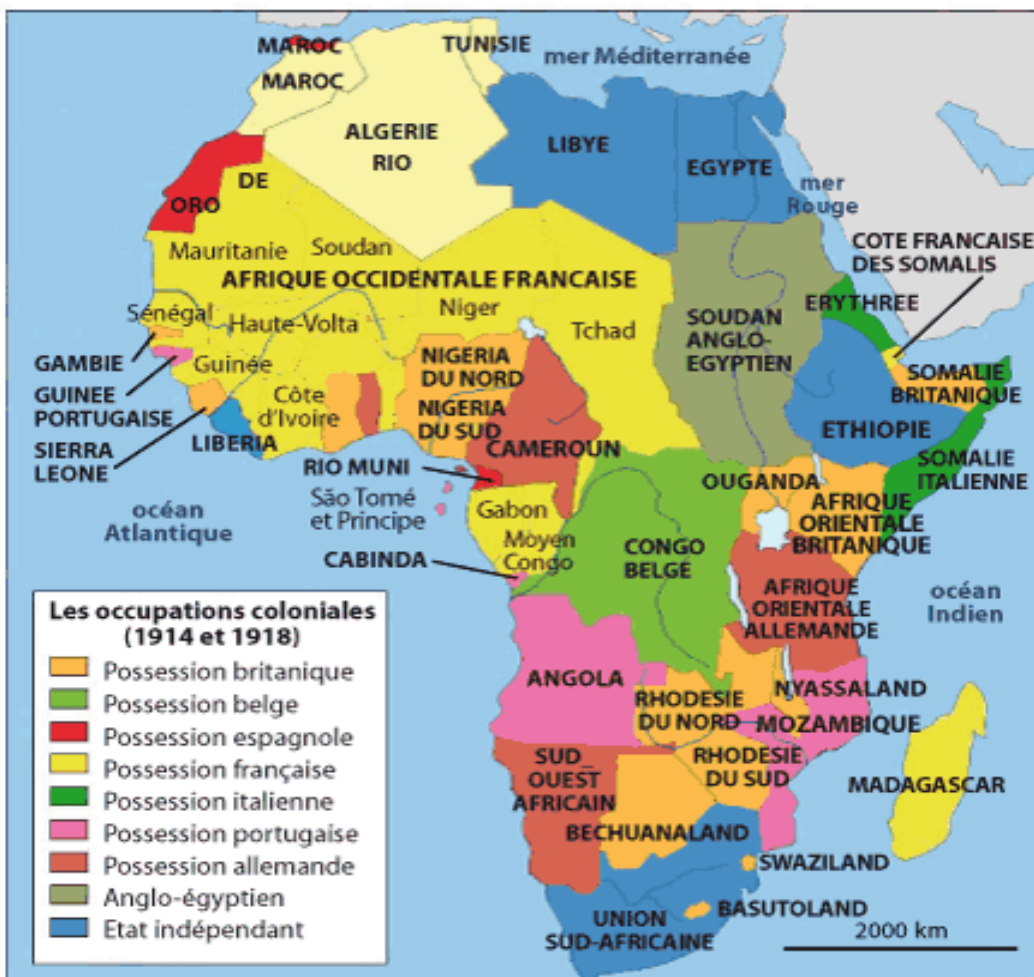 MAROC
MAROC
TUNISIE
mer Méditerranée
ALGERIE
RIO
DE
ORO
LIBYE
EGYPTE
mer
Rouge
Mauritanie
Soudan
AFRIQUE OCCIDENTALE FRANCAISE
Sénégal
Haute-Volta
Niger
Tchad
SOUDAN
ANGLO-
EGYPTIEN
COTE FRANCAISE
DES SOMALIS
ERYTHREE
GAMBIE
Guinée
GUINEE
PORTUGAISE
Côte
d'Ivoire
NIGERIA
DU NORD
NIGERIA
DU SUD
SOMALIE
BRITANIQUE
SIERRA
LEONE
LIBERIA
CAMEROUN
ETHIOPIE
SOMALIE
ITALIENNE
RIO MUNI
São Tomé
et Principe
Gabon
Moyen
Congo
OUGANDA
AFRIQUE
ORIENTALE
BRITANIQUE
océan
Atlantique
CABINDA
CONGO
BELGE
AFRIQUE
ORIENTALE
ALLEMANDE
océan
Indien
ANGOLA
RHODESIE
DU NORD
NYASSALAND
MOZAMBIQUE
SUD_
OUEST
AFRICAIN
RHODESIE
DU SUD
MADAGASCAR
BECHUANALAND
SWAZILAND
BASUTOLAND
UNION
SUD-AFRICAINE
2000 km
Les occupations coloniales
(1914 et 1918)
Possession britanique
Possession belge
Possession espagnole
Possession française
Possession italienne
Possession portugaise
Possession allemande
Anglo-égyptien
Etat indépendant